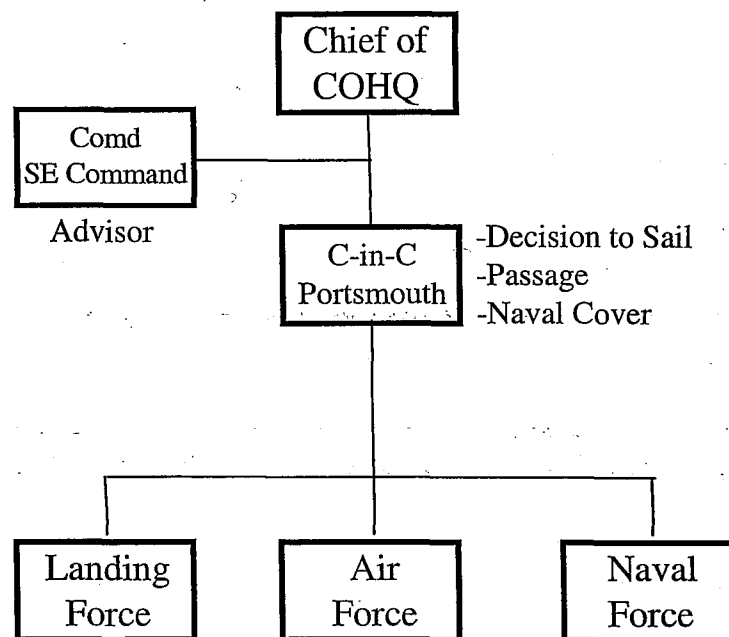 Chief of
COHQ
Comd
SE Command
Advisor
C-in-C
Portsmouth
-Decision to Sail
-Passage
-Naval Cover
Landing
Force
Air
Force
Naval
Force